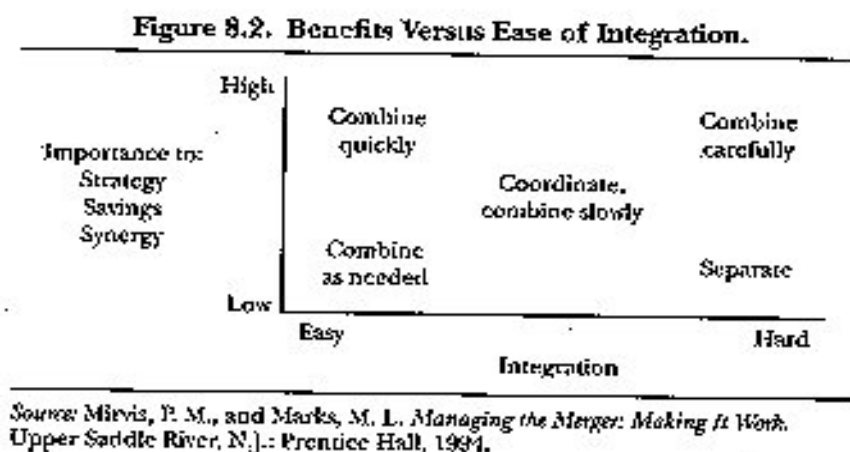 Figure 8.2. Benefits Versus Ease of Integration.
High
Combine
quickly
Combine
carefully
Importance to:
Strategy
Savings
Synergy
Coordinate,
combine slowly
Combine
as needed
Separate
Low
Easy
Hard
Integration
Source: Mirvis, P. M., and Marks, M. L. Managing the Merger: Making It Work.
Upper Saddle River, N.J.: Prentice Hall, 1994.